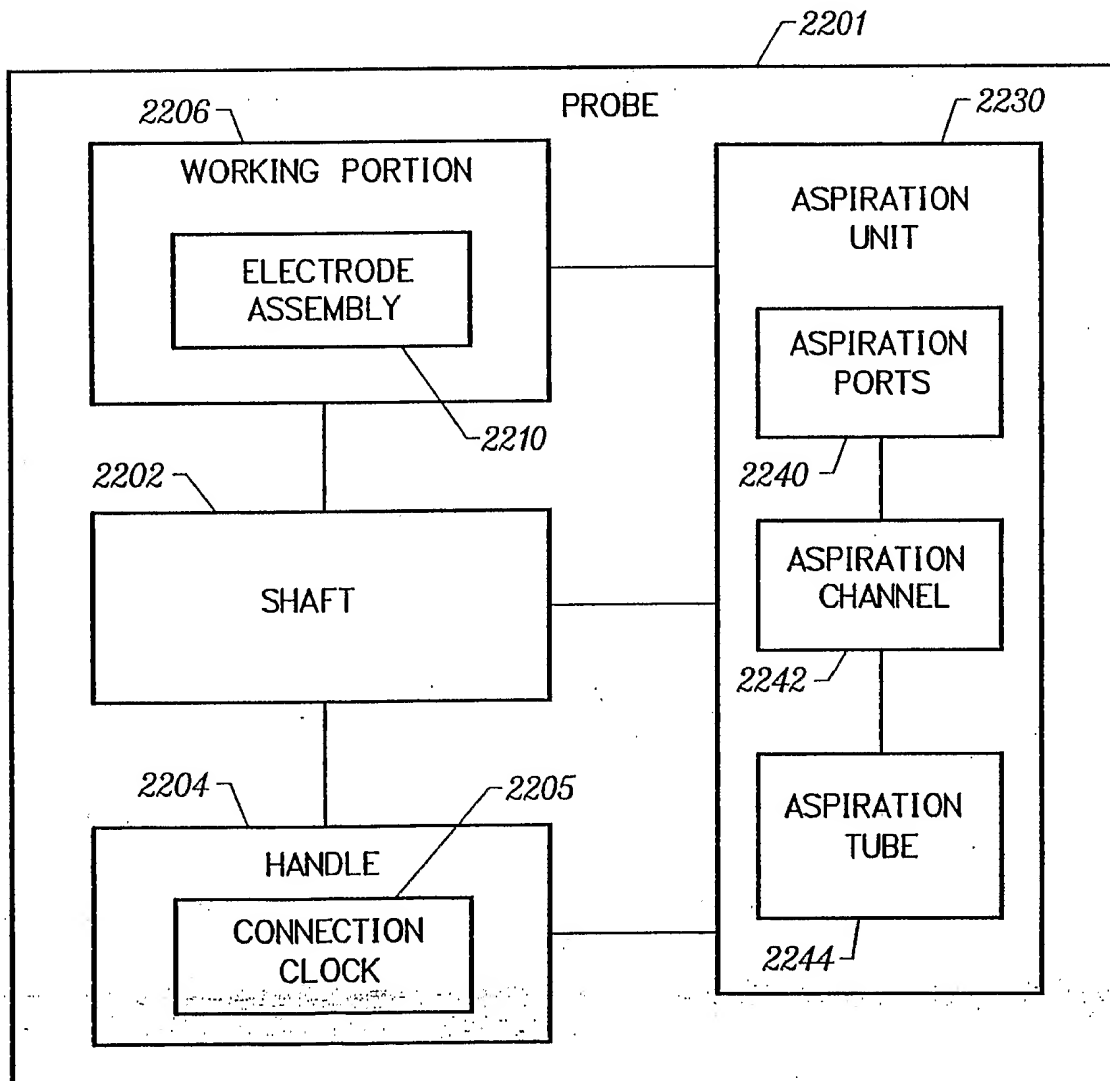 2201
PROBE
2206
WORKING PORTION
ELECTRODE
ASSEMBLY
2210
2202
SHAFT
2204
2205
HANDLE
CONNECTION
CLOCK
2230
ASPIRATION
UNIT
ASPIRATION
PORTS
2240
ASPIRATION
CHANNEL
2242
ASPIRATION
TUBE
2244